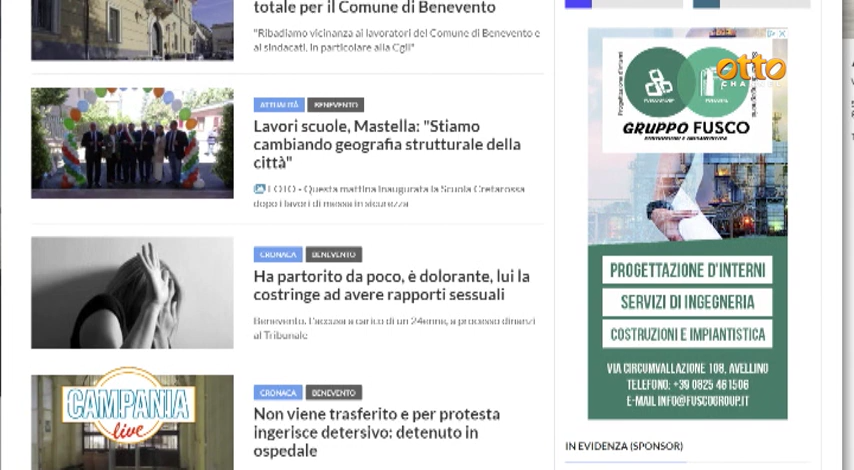 totale per il Comune di Benevento
"Ribadiamo vicinanza ai lavoratori del Comune di Benevento e
ai sindacati, in particolare alla Cgil"
ATTUALITÀ BENEVENTO
Lavori scuole, Mastella: "Stiamo
cambiando geografia strutturale della
città"
FOTO - Questa mattina inaugurata la Scuola Cretarossa
dopo i lavori di messa in sicurezza
CRONACA BENEVENTO
Ha partorito da poco, è dolorante, lui la
costringe ad avere rapporti sessuali
Benevento. L'accusa a carico di un 24enne, a processo dinanzi
al Tribunale
CAMPANIA
live
CRONACA BENEVENTO
Non viene trasferito e per protesta
ingerisce detersivo: detenuto in
ospedale
otto
CHANNEL
Progettazione d'interni
GRUPPO FUSCO
PROGETTAZIONE D'INTERNI
SERVIZI DI INGEGNERIA
COSTRUZIONI E IMPIANTISTICA
VIA CIRCUMVALLAZIONE 108, AVELLINO
TELEFONO: +39 0825 461506
E-MAIL INFO@FUSCOGROUP.IT
IN EVIDENZA (SPONSOR)